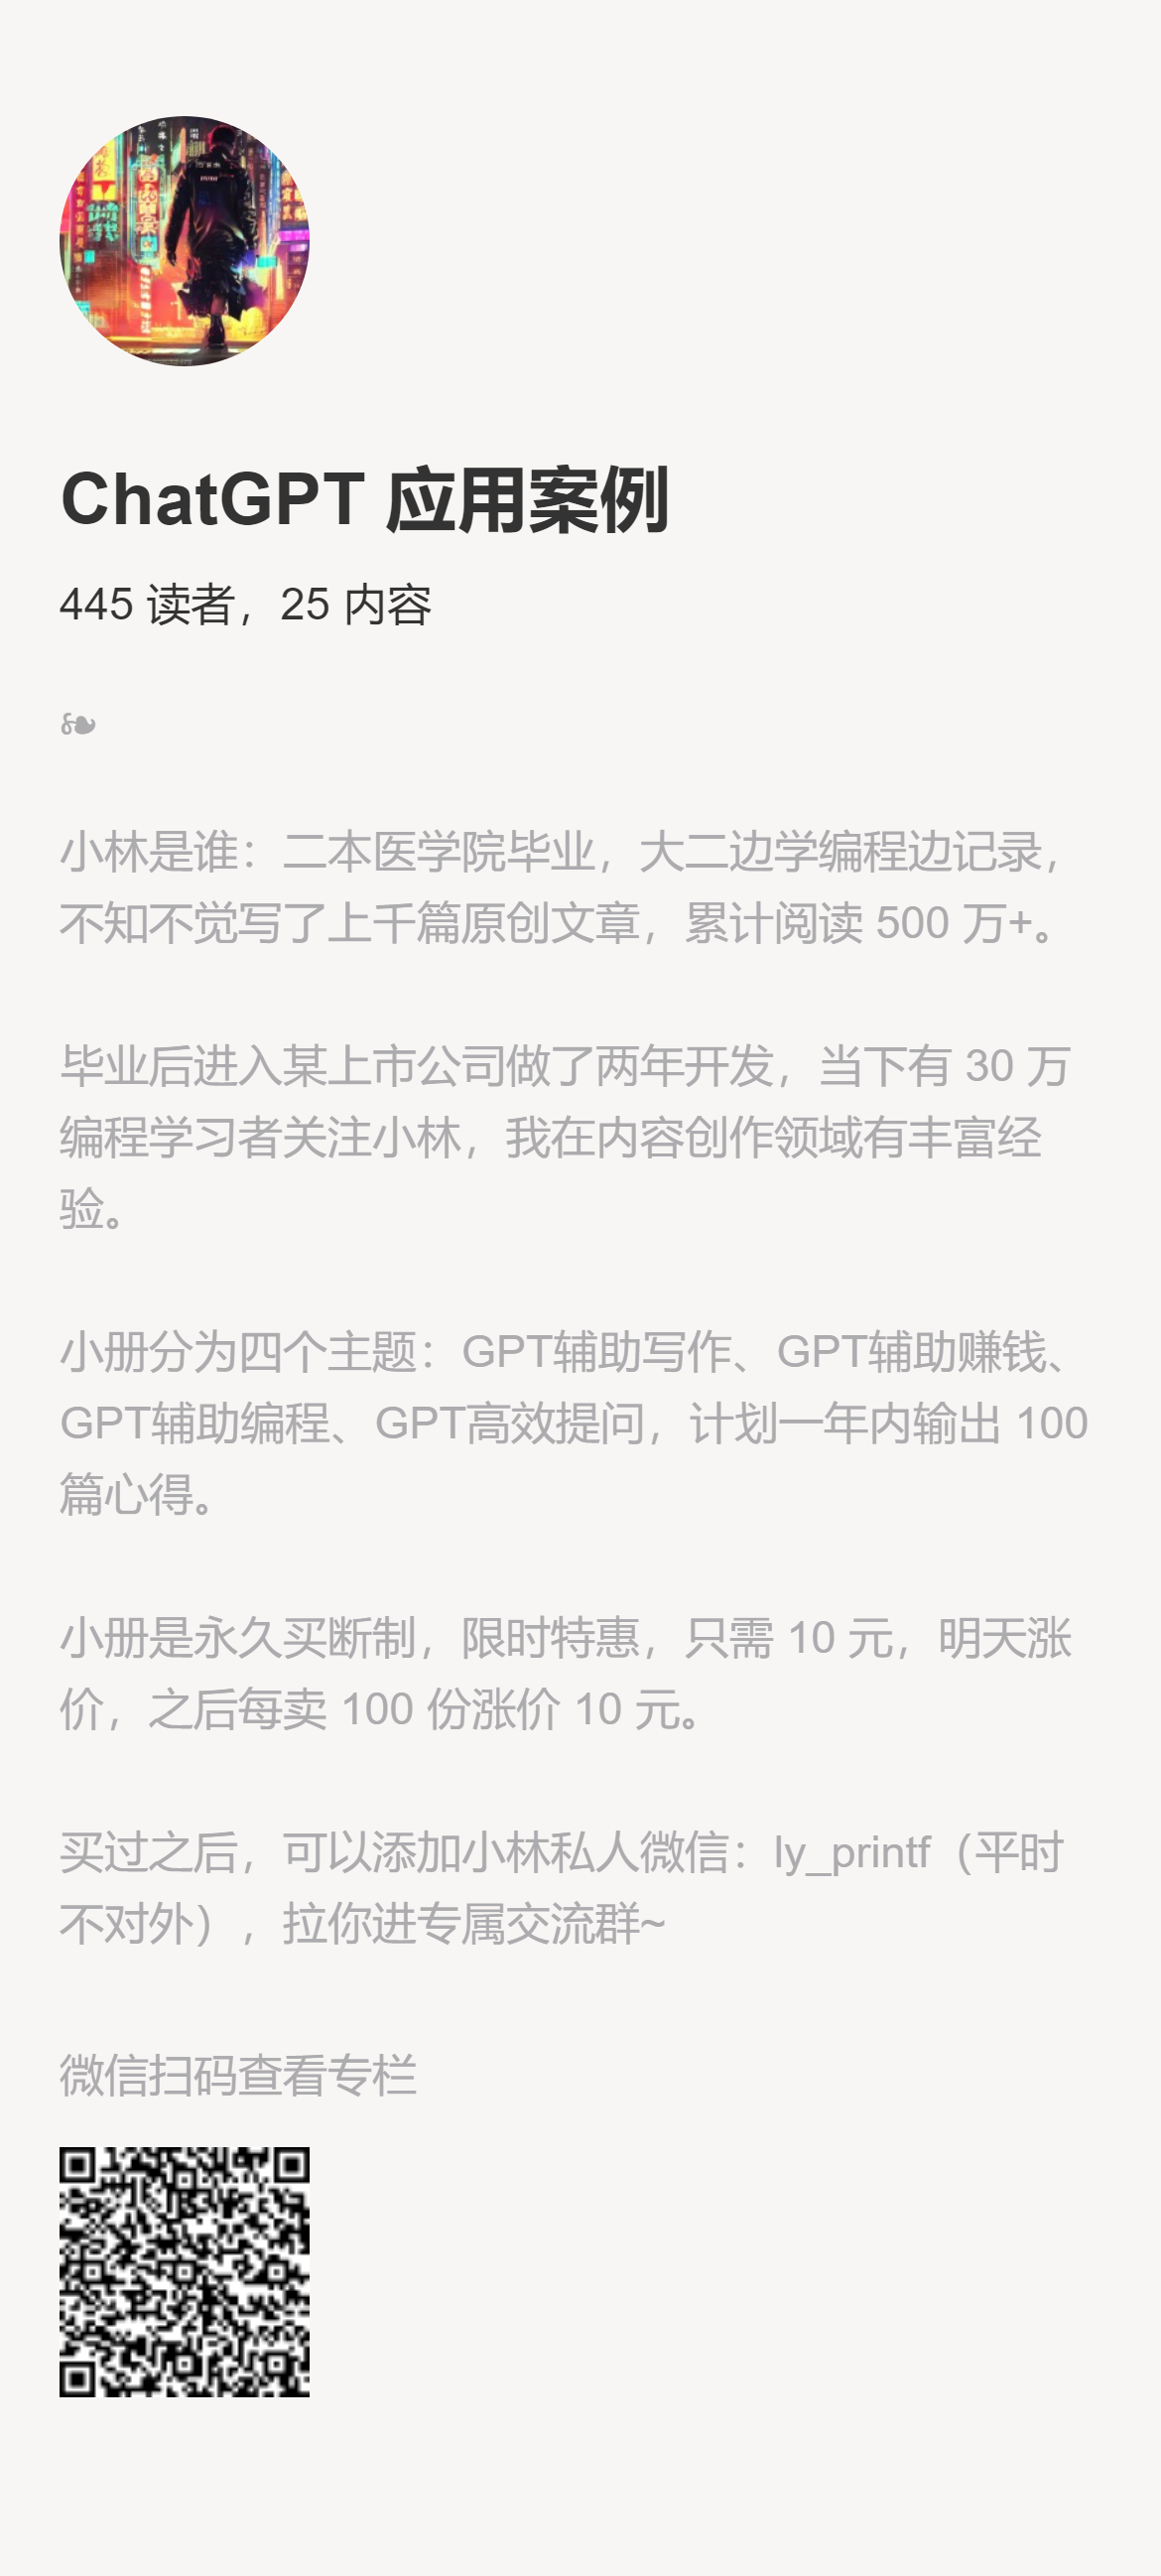 ChatGPT 应用案例
445 读者，25 内容
❧
小林是谁：二本医学院毕业，大二边学编程边记录，
不知不觉写了上千篇原创文章，累计阅读 500 万+。
毕业后进入某上市公司做了两年开发，当下有 30 万
编程学习者关注小林，我在内容创作领域有丰富经
验。
小册分为四个主题：GPT辅助写作、GPT辅助赚钱、
GPT辅助编程、GPT高效提问，计划一年内输出 100
篇心得。
小册是永久买断制，限时特惠，只需 10 元，明天涨
价，之后每卖 100 份涨价 10 元。
买过之后，可以添加小林私人微信：ly_printf（平时
不对外），拉你进专属交流群~
微信扫码查看专栏